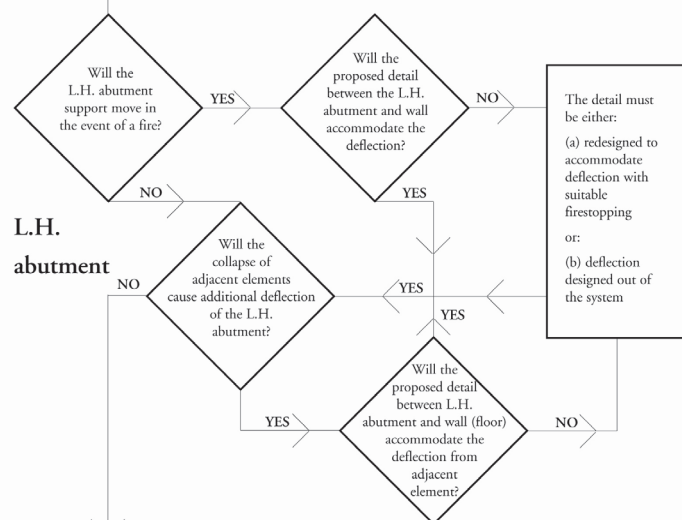 Will the
L.H. abutment
support move in
the event of a fire?
YES
Will the
proposed detail
between the L.H.
abutment and wall
accommodate the
deflection?
NO
The detail must
be either:
(a) redesigned to
accommodate
deflection with
suitable
firestopping
or:
(b) deflection
designed out of
the system
NO
YES
L.H.
abutment
NO
Will the
collapse of
adjacent elements
cause additional deflection
of the L.H.
abutment?
YES
YES
YES
Will the
proposed detail
between L.H.
abutment and wall (floor)
accommodate the
deflection from
adjacent
element?
NO